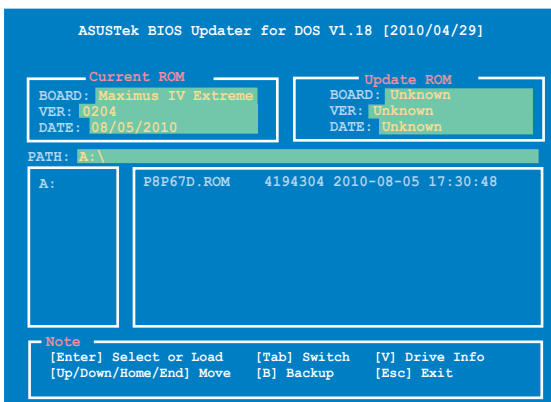 ASUSTek BIOS Updater for DOS V1.18 [2010/04/29]
Current ROM
BOARD: Maximus IV Extreme
VER: 0204
DATE: 08/05/2010
Update ROM
BOARD: Unknown
VER: Unknown
DATE: Unknown
PATH: A:\
A:
P8P67D.ROM 4194304 2010-08-05 17:30:48
Note
[Enter] Select or Load [Tab] Switch [V] Drive Info
[Up/Down/Home/End] Move [B] Backup [Esc] Exit